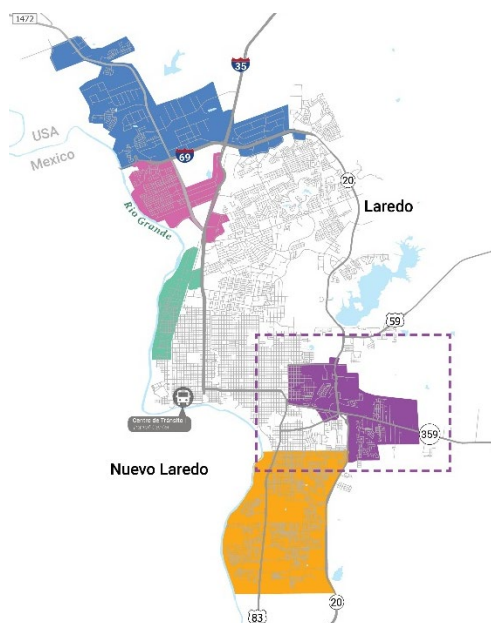 1472
35
USA
Mexico
69
20
Laredo
Rio Grande
59
Centro de Tránsito /
359
Nuevo Laredo
20
83